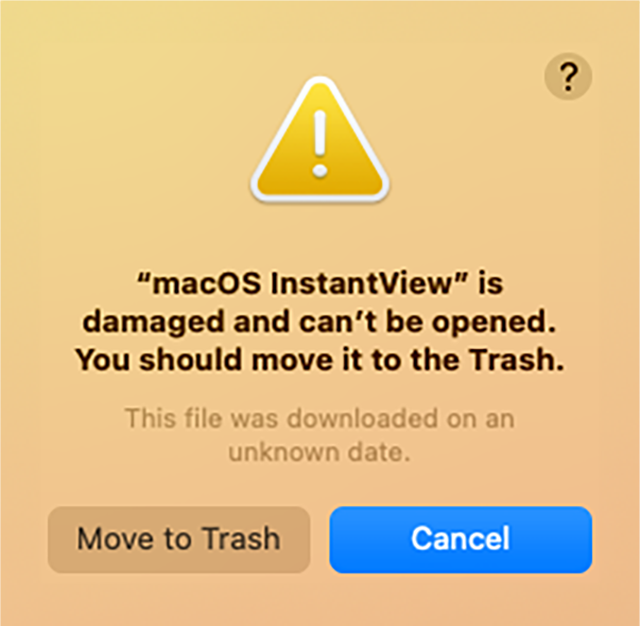 ?
!
“macOS InstantView” is
damaged and can’t be opened.
You should move it to the Trash.
This file was downloaded on an
unknown date.
Move to Trash
Cancel